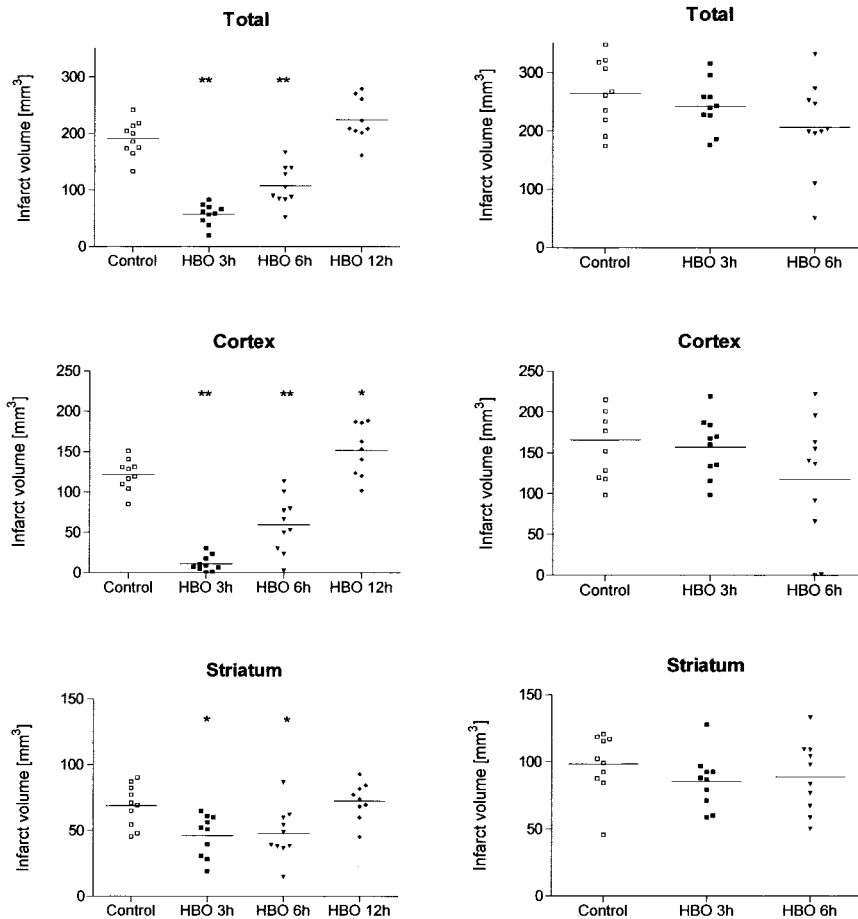 Total
Infarct volume [mm³]
300
200
100
0
** **
Control HBO 3h HBO 6h HBO 12h
Cortex
Infarct volume [mm³]
250
200
150
100
50
0
** ** *
Control HBO 3h HBO 6h HBO 12h
Striatum
Infarct volume [mm³]
150
100
50
0
* *
Control HBO 3h HBO 6h HBO 12h
Total
Infarct volume [mm³]
300
200
100
0
Control HBO 3h HBO 6h
Cortex
Infarct volume [mm³]
250
200
150
100
50
0
Control HBO 3h HBO 6h
Striatum
Infarct volume [mm³]
150
100
50
0
Control HBO 3h HBO 6h